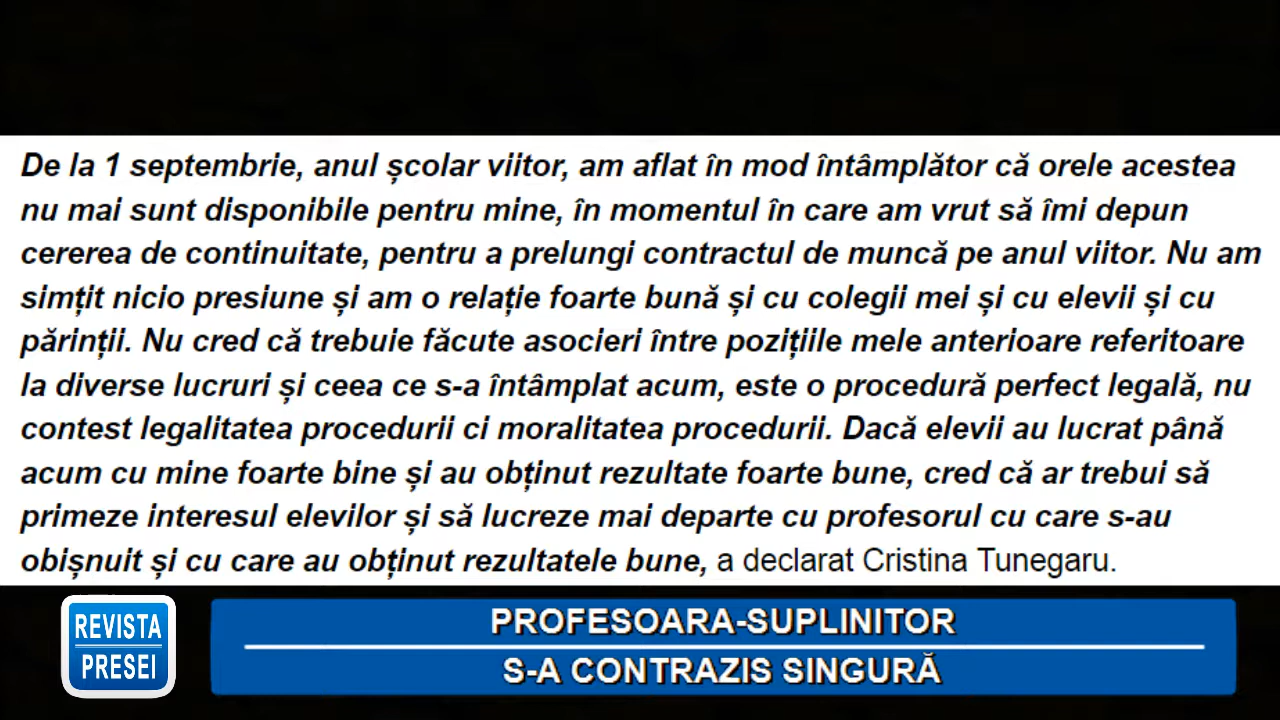 De la 1 septembrie, anul școlar viitor, am aflat în mod întâmplător că orele acestea
nu mai sunt disponibile pentru mine, în momentul în care am vrut să îmi depun
cererea de continuitate, pentru a prelungi contractul de muncă pe anul viitor. Nu am
simțit nicio presiune și am o relație foarte bună și cu colegii mei și cu elevii și cu
părinții. Nu cred că trebuie făcute asocieri între pozițiile mele anterioare referitoare
la diverse lucruri și ceea ce s-a întâmplat acum, este o procedură perfect legală, nu
contest legalitatea procedurii ci moralitatea procedurii. Dacă elevii au lucrat până
acum cu mine foarte bine și au obținut rezultate foarte bune, cred că ar trebui să
primeze interesul elevilor și să lucreze mai departe cu profesorul cu care s-au
obișnuit și cu care au obținut rezultatele bune, a declarat Cristina Tunegaru.
REVISTA
PRESEI
PROFESOARA-SUPLINITOR
S-A CONTRAZIS SINGURĂ